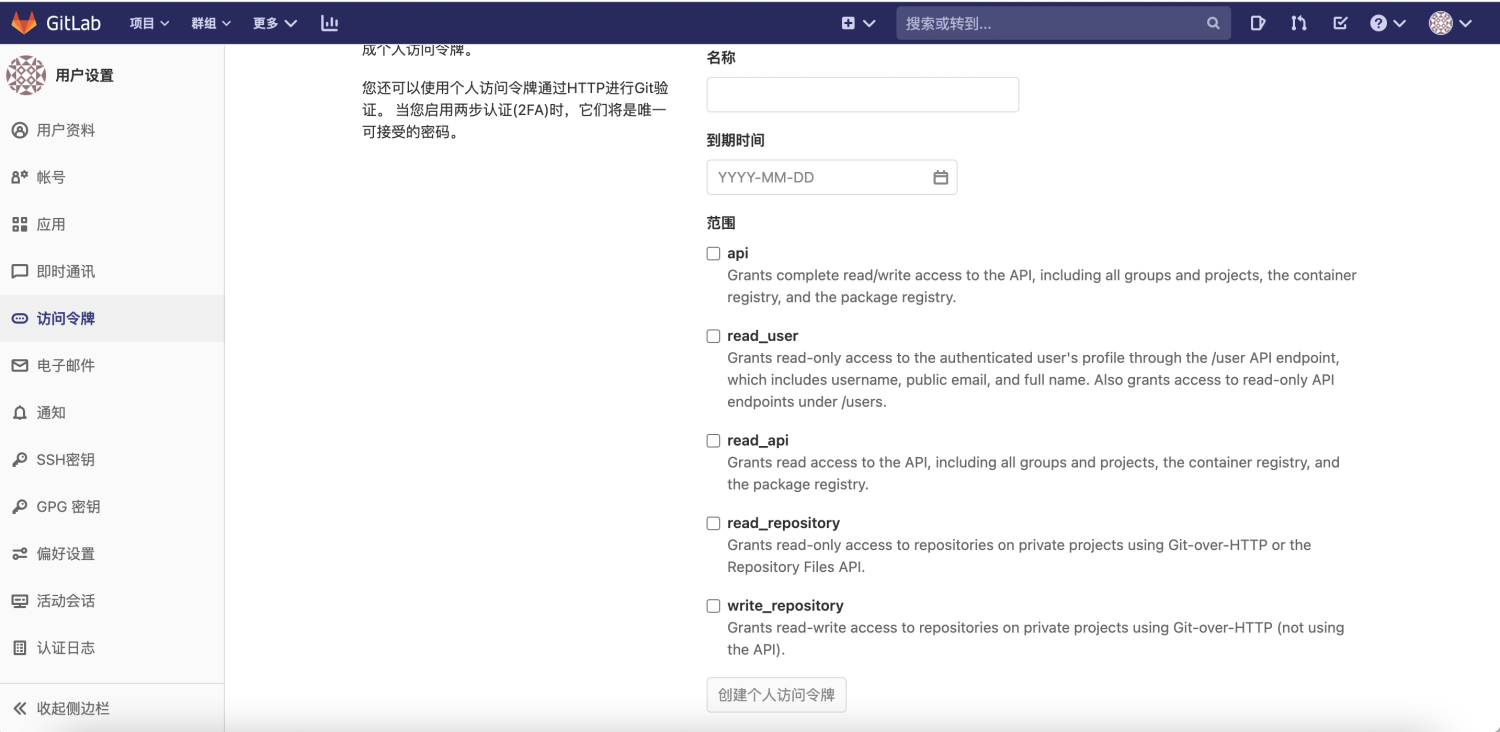 GitLab 项目 群组 更多 搜索或转到...
用户设置
用户资料
帐号
应用
即时通讯
访问令牌
电子邮件
通知
SSH密钥
GPG 密钥
偏好设置
活动会话
认证日志
收起侧边栏
成个人访问令牌。
您还可以使用个人访问令牌通过HTTP进行Git验
证。 当您启用两步认证(2FA)时，它们将是唯一
可接受的密码。
名称
到期时间
YYYY-MM-DD
范围
api
Grants complete read/write access to the API, including all groups and projects, the container
registry, and the package registry.
read_user
Grants read-only access to the authenticated user's profile through the /user API endpoint,
which includes username, public email, and full name. Also grants access to read-only API
endpoints under /users.
read_api
Grants read access to the API, including all groups and projects, the container registry, and
the package registry.
read_repository
Grants read-only access to repositories on private projects using Git-over-HTTP or the
Repository Files API.
write_repository
Grants read-write access to repositories on private projects using Git-over-HTTP (not using
the API).
创建个人访问令牌